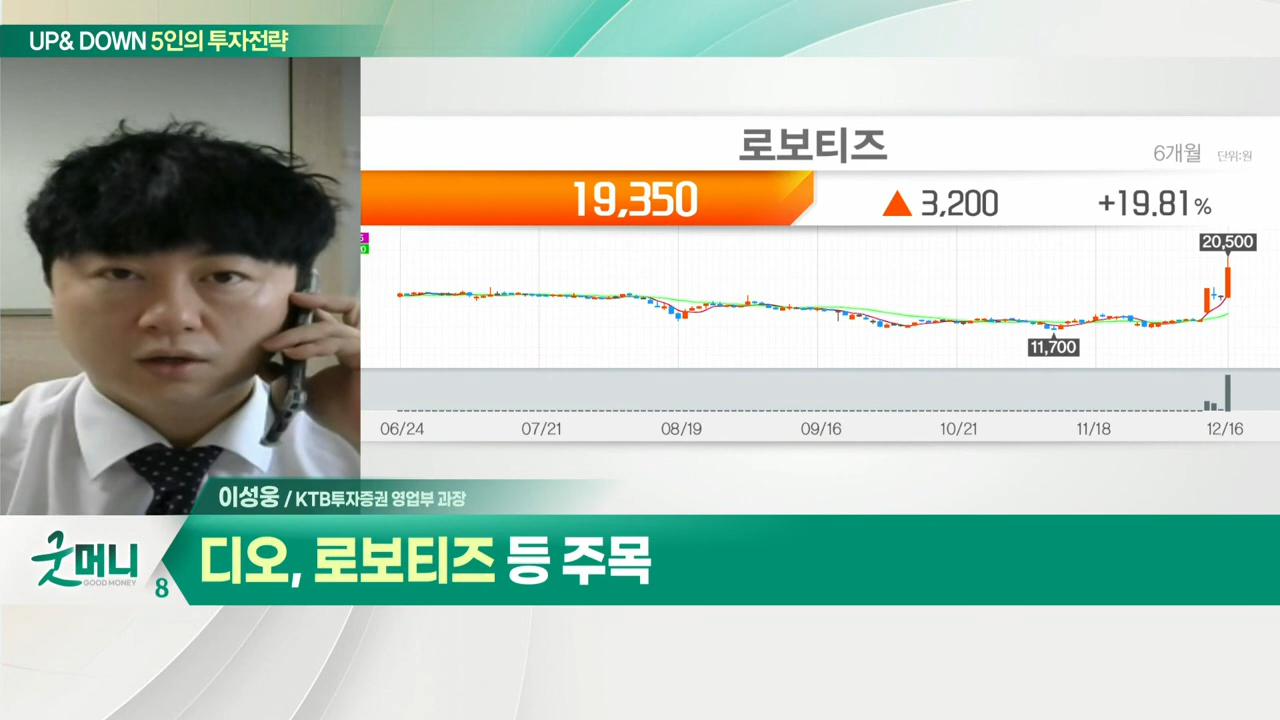 UP& DOWN 5인의 투자전략
로보티즈
6개월 단위:원
19,350 ▲ 3,200 +19.81%
20,500
11,700
06/24 07/21 08/19 09/16 10/21 11/18 12/16
이성웅 / KTB투자증권 영업부 과장
굿머니
GOOD MONEY
8
디오, 로보티즈 등 주목